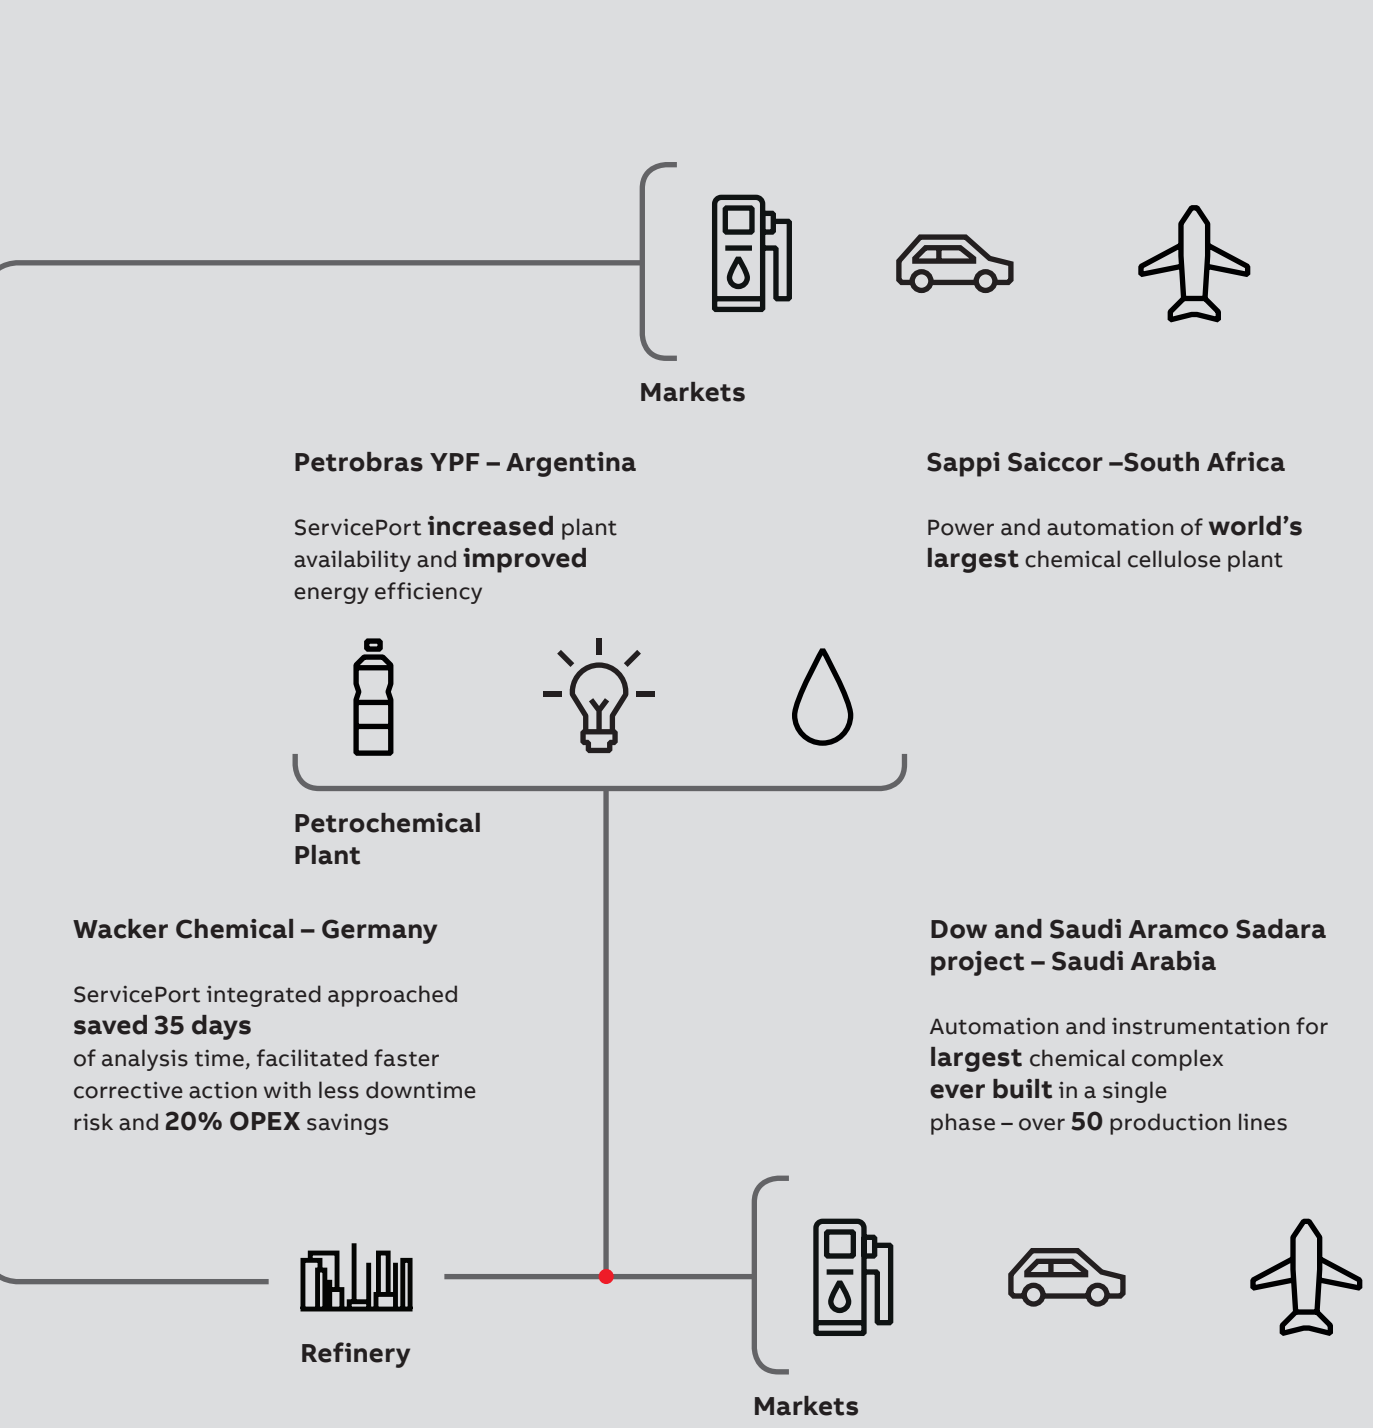 Markets
Petrobras YPF – Argentina
ServicePort increased plant
availability and improved
energy efficiency
Sappi Saiccor –South Africa
Power and automation of world’s
largest chemical cellulose plant
Petrochemical
Plant
Wacker Chemical – Germany
ServicePort integrated approached
saved 35 days
of analysis time, facilitated faster
corrective action with less downtime
risk and 20% OPEX savings
Dow and Saudi Aramco Sadara
project – Saudi Arabia
Automation and instrumentation for
largest chemical complex
ever built in a single
phase – over 50 production lines
Refinery
Markets